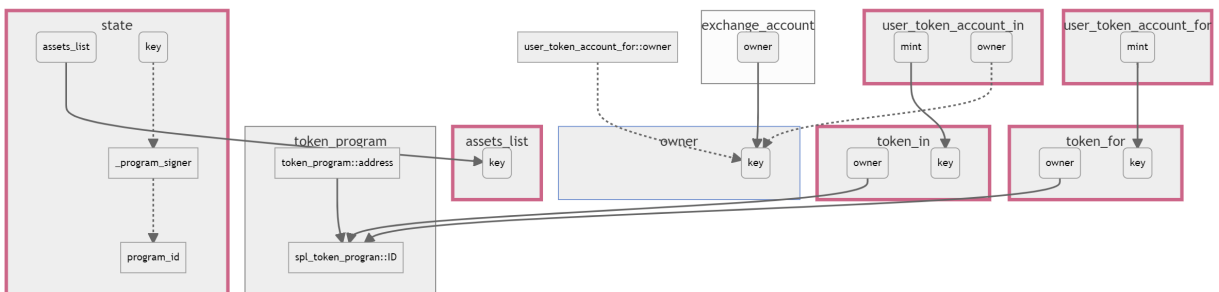 state
assets_list
key
_program_signer
program_id
token_program
token_program::address
spl_token_progran::ID
assets_list
key
user_token_account_for::owner
owner
key
exchange_account
owner
user_token_account_in
mint
owner
user_token_account_for
mint
token_in
owner
key
token_for
owner
key